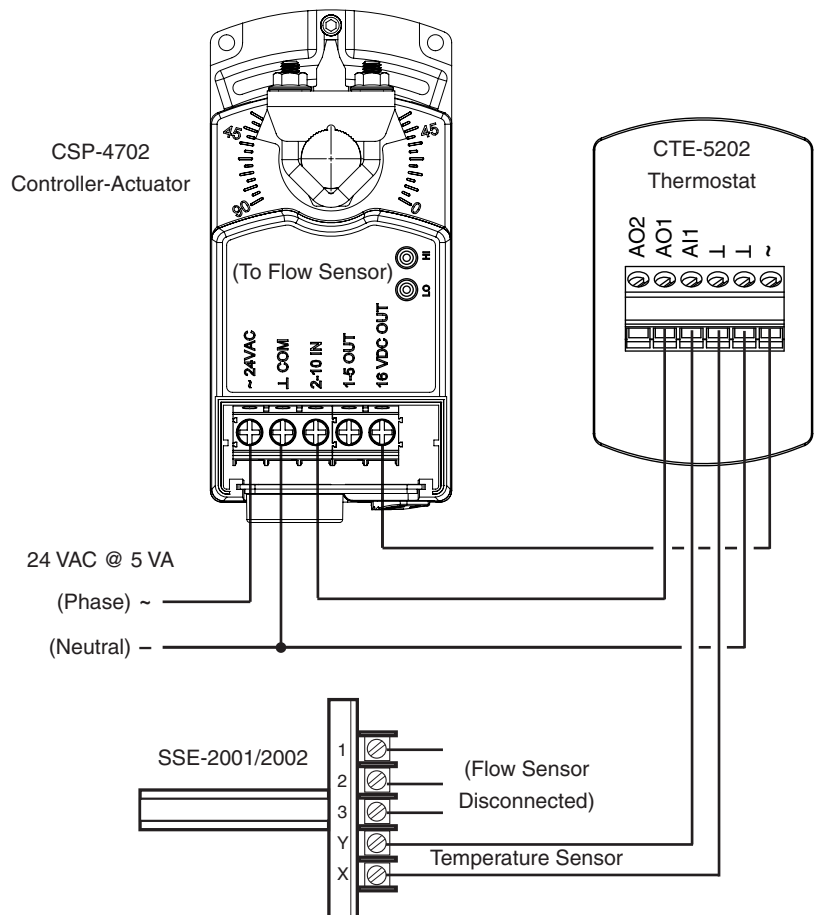 CSP-4702
Controller-Actuator
45
45
90
0
(To Flow Sensor)
HI
LO
~ 24VAC
⊥ COM
2-10 IN
1-5 OUT
16 VDC OUT
CTE-5202
Thermostat
AO2
AO1
AI1
⊥
⊥
~
24 VAC @ 5 VA
(Phase) ~
(Neutral) –
SSE-2001/2002
1
2
3
Y
X
(Flow Sensor
Disconnected)
Temperature Sensor